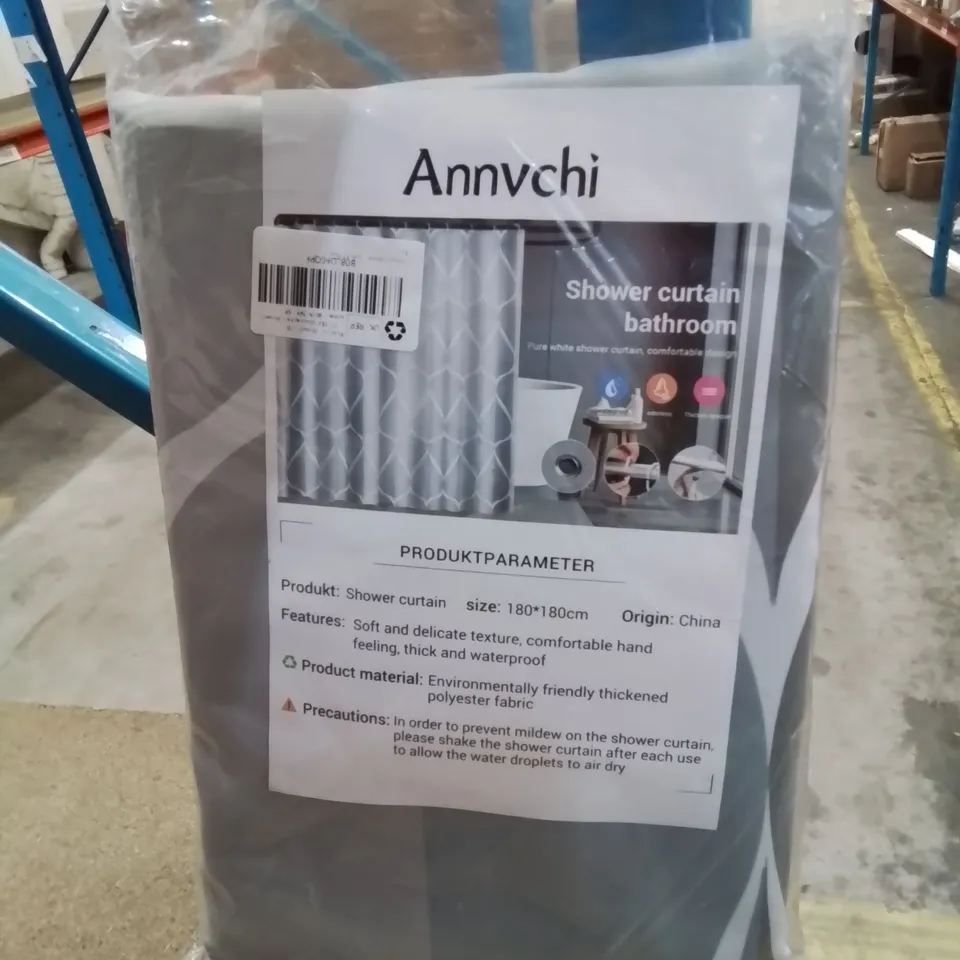 Annvchi
Shower curtain
bathroom
Pure white shower curtain, comfortable design
PRODUKTPARAMETER
Produkt: Shower curtain size: 180*180cm Origin: China
Features: Soft and delicate texture, comfortable hand
feeling, thick and waterproof
Product material: Environmentally friendly thickened
polyester fabric
Precautions: In order to prevent mildew on the shower curtain,
please shake the shower curtain after each use
to allow the water droplets to air dry